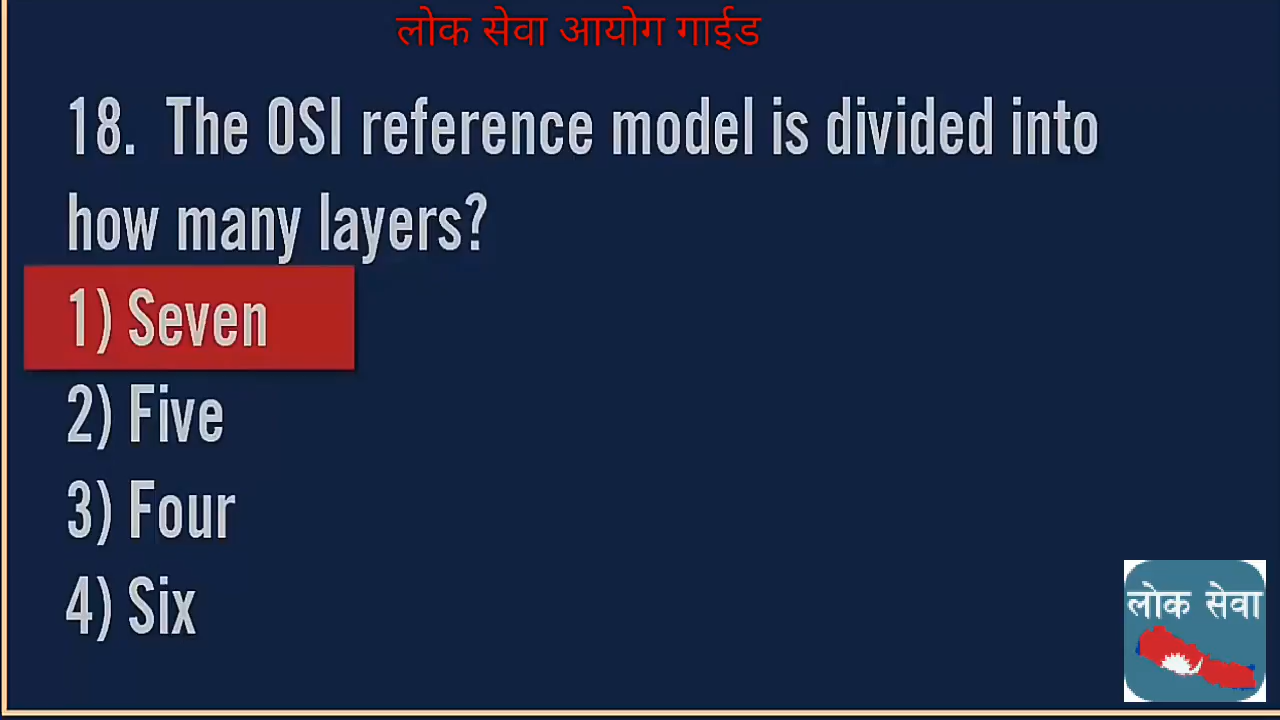 लोक सेवा आयोग गाईड
18. The OSI reference model is divided into
how many layers?
1) Seven
2) Five
3) Four
4) Six
लोक सेवा